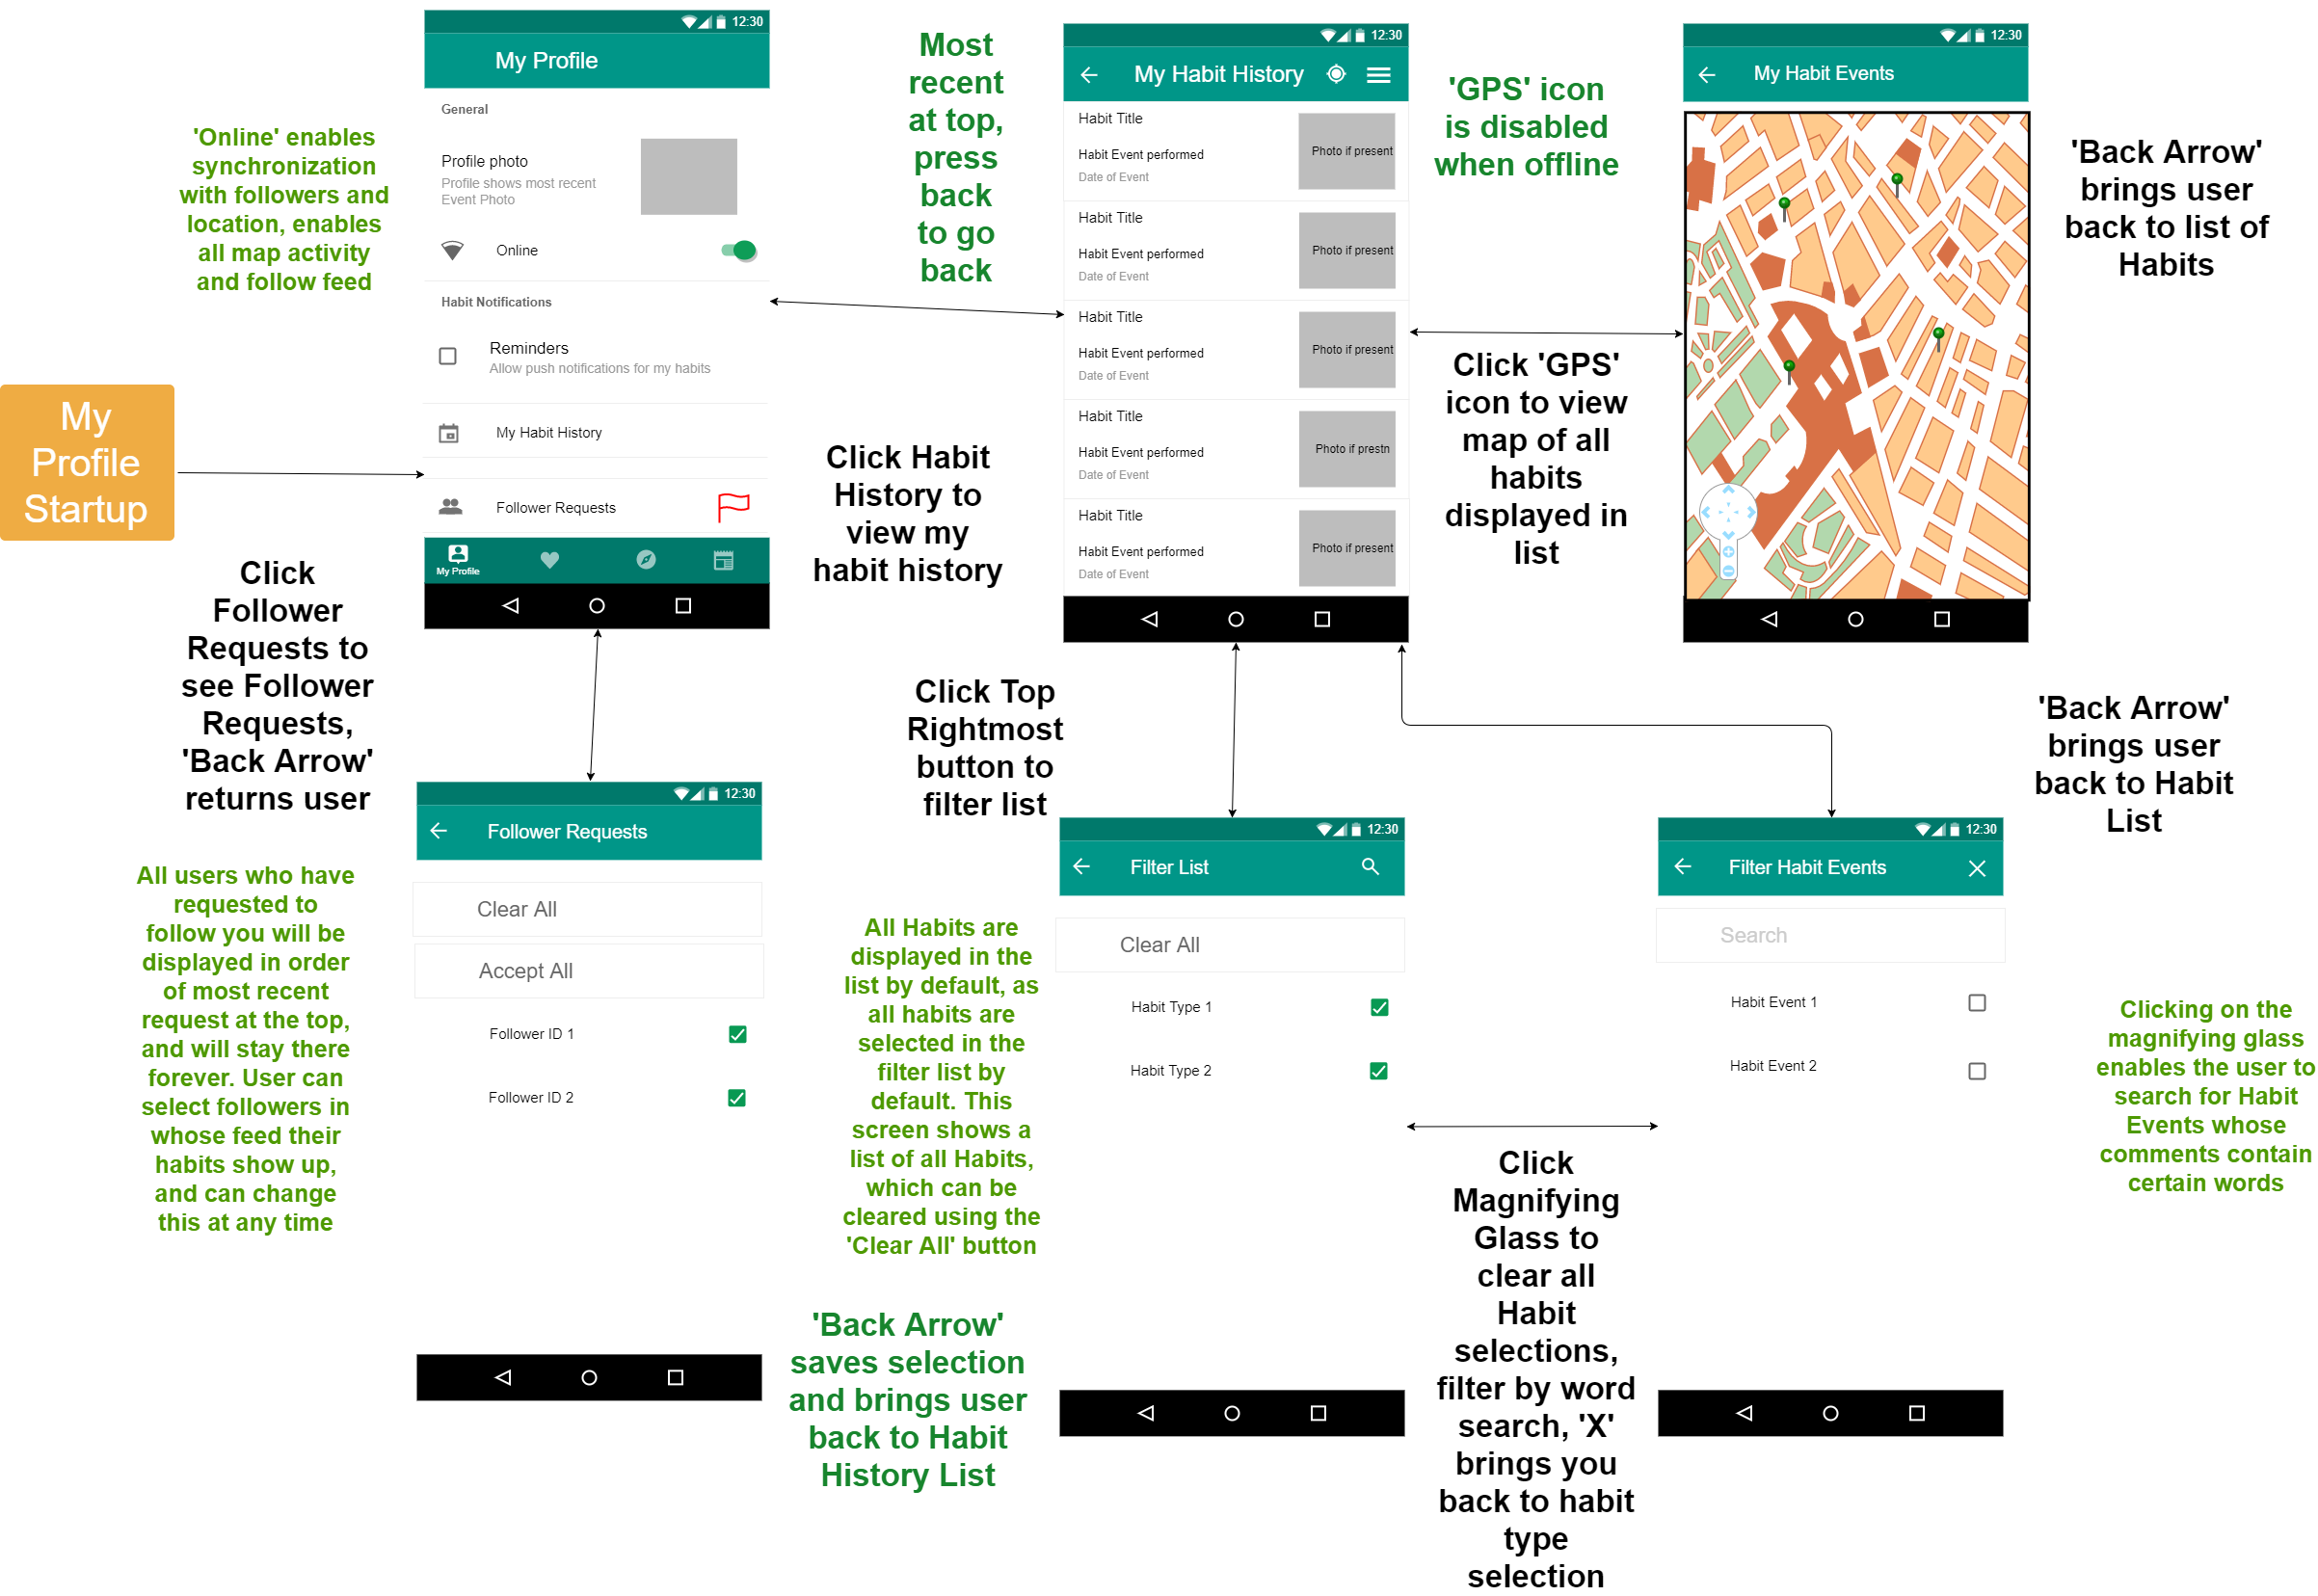 My
Profile
Startup
'Online' enables
synchronization
with followers and
location, enables
all map activity
and follow feed
12:30
My Profile
General
Profile photo
Profile shows most recent
Event Photo
Online
Habit Notifications
Reminders
Allow push notifications for my habits
My Habit History
Follower Requests
My Profile
Most
recent
at top,
press
back
to go
back
Click Habit
History to
view my
habit history
12:30
My Habit History
Habit Title
Habit Event performed
Date of Event
Photo if present
Habit Title
Habit Event performed
Date of Event
Photo if present
Habit Title
Habit Event performed
Date of Event
Photo if present
Habit Title
Habit Event performed
Date of Event
Photo if prestn
Habit Title
Habit Event performed
Date of Event
Photo if present
'GPS' icon
is disabled
when offline
Click 'GPS'
icon to view
map of all
habits
displayed in
list
12:30
My Habit Events
'Back Arrow'
brings user
back to list of
Habits
Click
Follower
Requests to
see Follower
Requests,
'Back Arrow'
returns user
All users who have
requested to
follow you will be
displayed in order
of most recent
request at the top,
and will stay there
forever. User can
select followers in
whose feed their
habits show up,
and can change
this at any time
12:30
Follower Requests
Clear All
Accept All
Follower ID 1
Follower ID 2
Click Top
Rightmost
button to
filter list
All Habits are
displayed in the
list by default, as
all habits are
selected in the
filter list by
default. This
screen shows a
list of all Habits,
which can be
cleared using the
'Clear All' button
'Back Arrow'
saves selection
and brings user
back to Habit
History List
12:30
Filter List
Clear All
Habit Type 1
Habit Type 2
Click
Magnifying
Glass to
clear all
Habit
selections,
filter by word
search, 'X'
brings you
back to habit
type
selection
12:30
Filter Habit Events
Search
Habit Event 1
Habit Event 2
'Back Arrow'
brings user
back to Habit
List
Clicking on the
magnifying glass
enables the user to
search for Habit
Events whose
comments contain
certain words